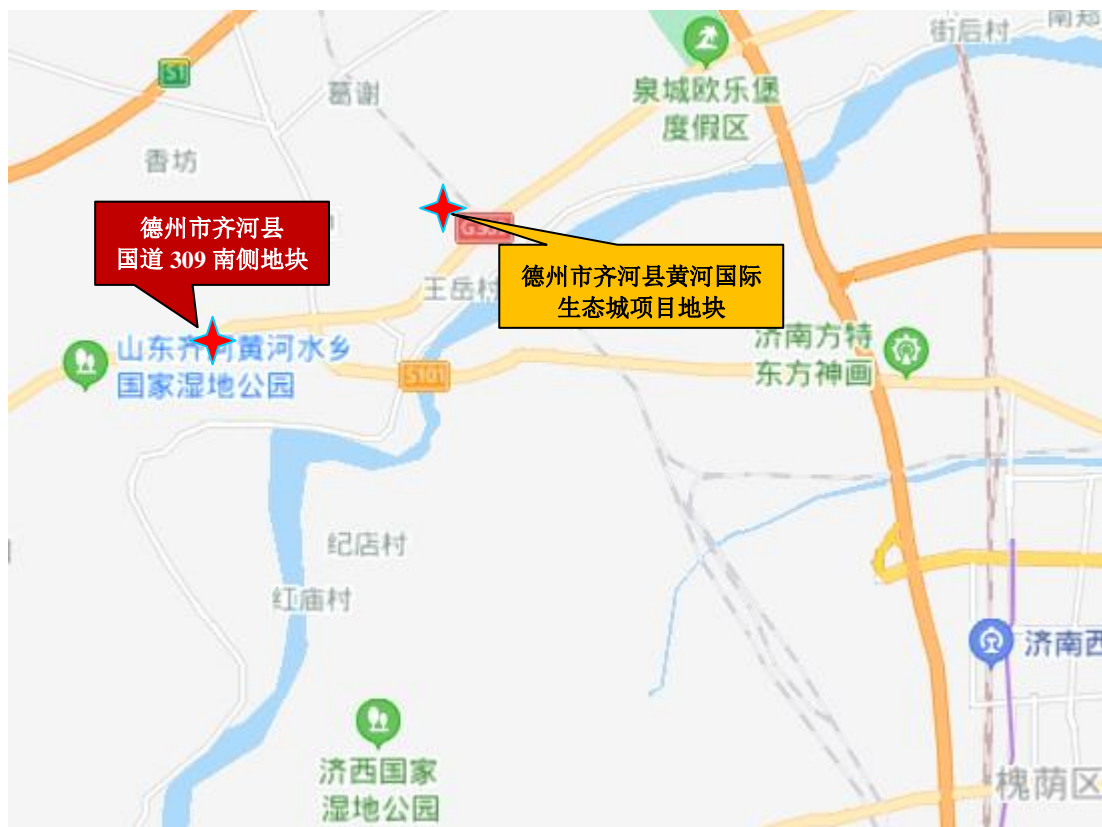 街后村
南郑
S1
泉城欧乐堡
度假区
葛谢
香坊
德州市齐河县
国道 309 南侧地块
德州市齐河县黄河国际
生态城项目地块
王岳村
济南方特
东方神画
山东齐河黄河水乡
国家湿地公园
S101
纪店村
红庙村
济南西
济西国家
湿地公园
槐荫区